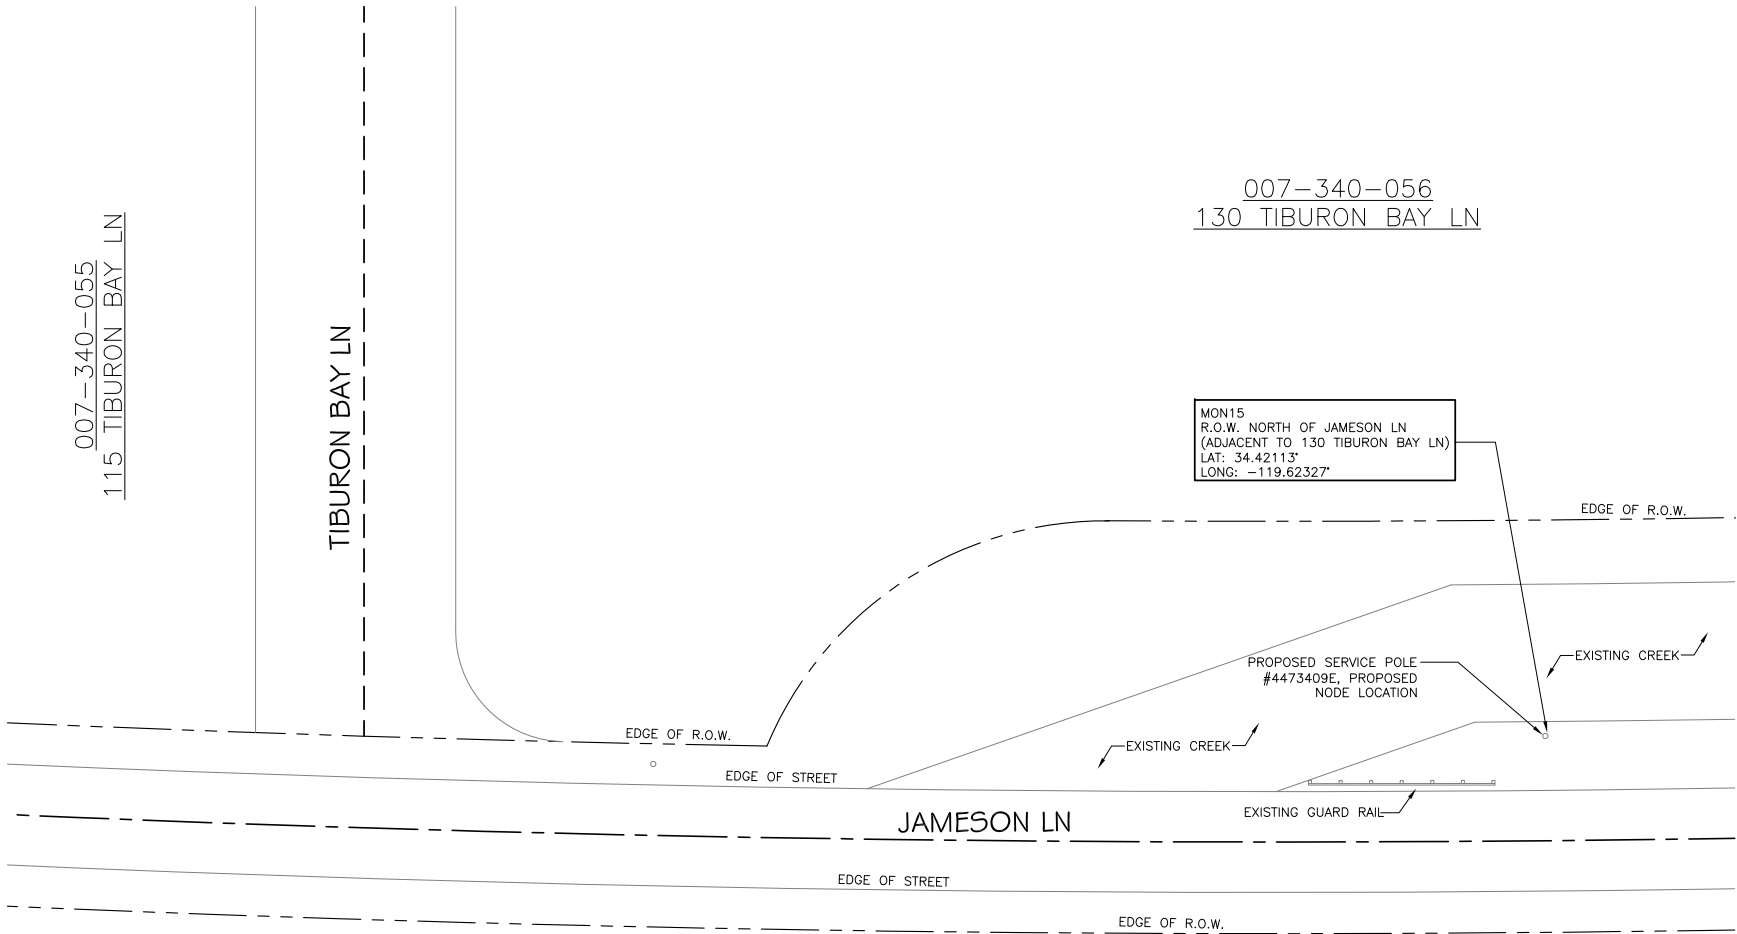 007-340-056
130 TIBURON BAY LN
007-340-055
115 TIBURON BAY LN
TIBURON BAY LN
MON15
R.O.W. NORTH OF JAMESON LN
(ADJACENT TO 130 TIBURON BAY LN)
LAT: 34.42113°
LONG: -119.62327°
EDGE OF R.O.W.
PROPOSED SERVICE POLE
#4473409E, PROPOSED
NODE LOCATION
EXISTING CREEK
EDGE OF R.O.W.
EXISTING CREEK
EDGE OF STREET
EXISTING GUARD RAIL
JAMESON LN
EDGE OF STREET
EDGE OF R.O.W.